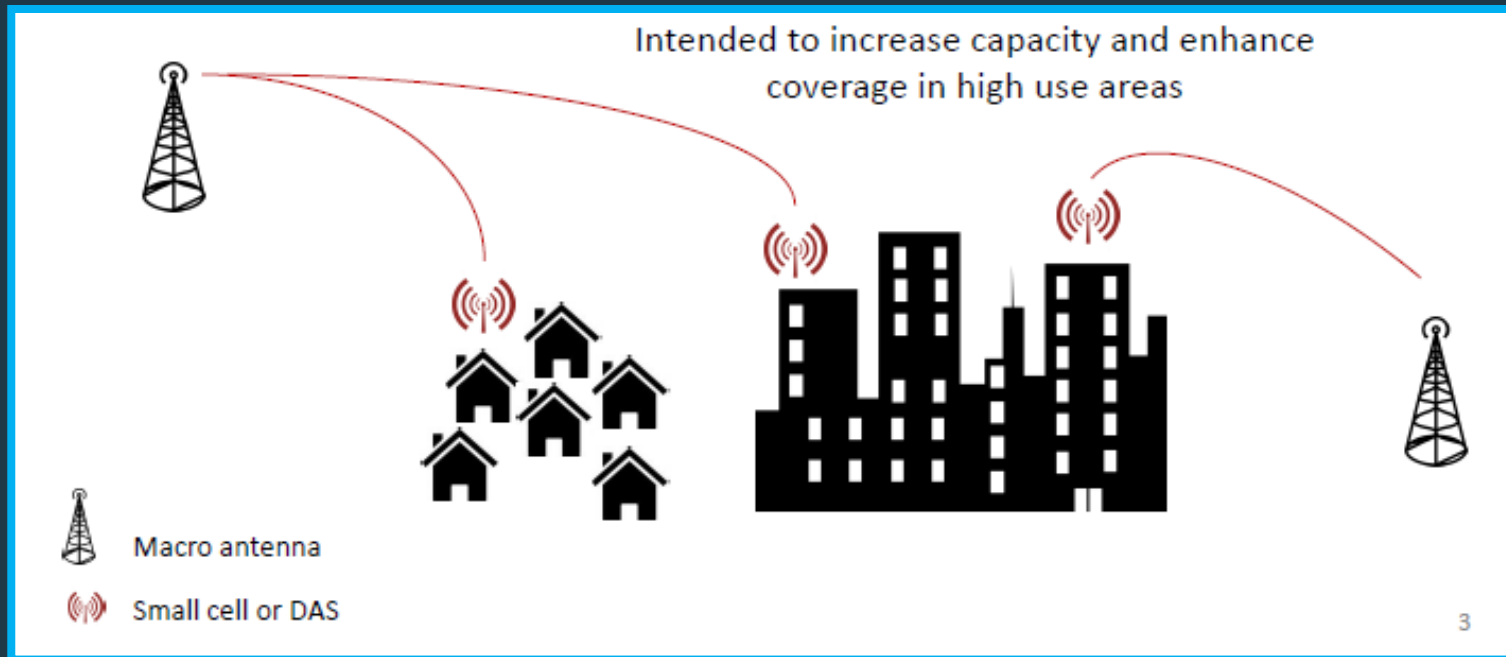 Intended to increase capacity and enhance
coverage in high use areas
Macro antenna
Small cell or DAS
3